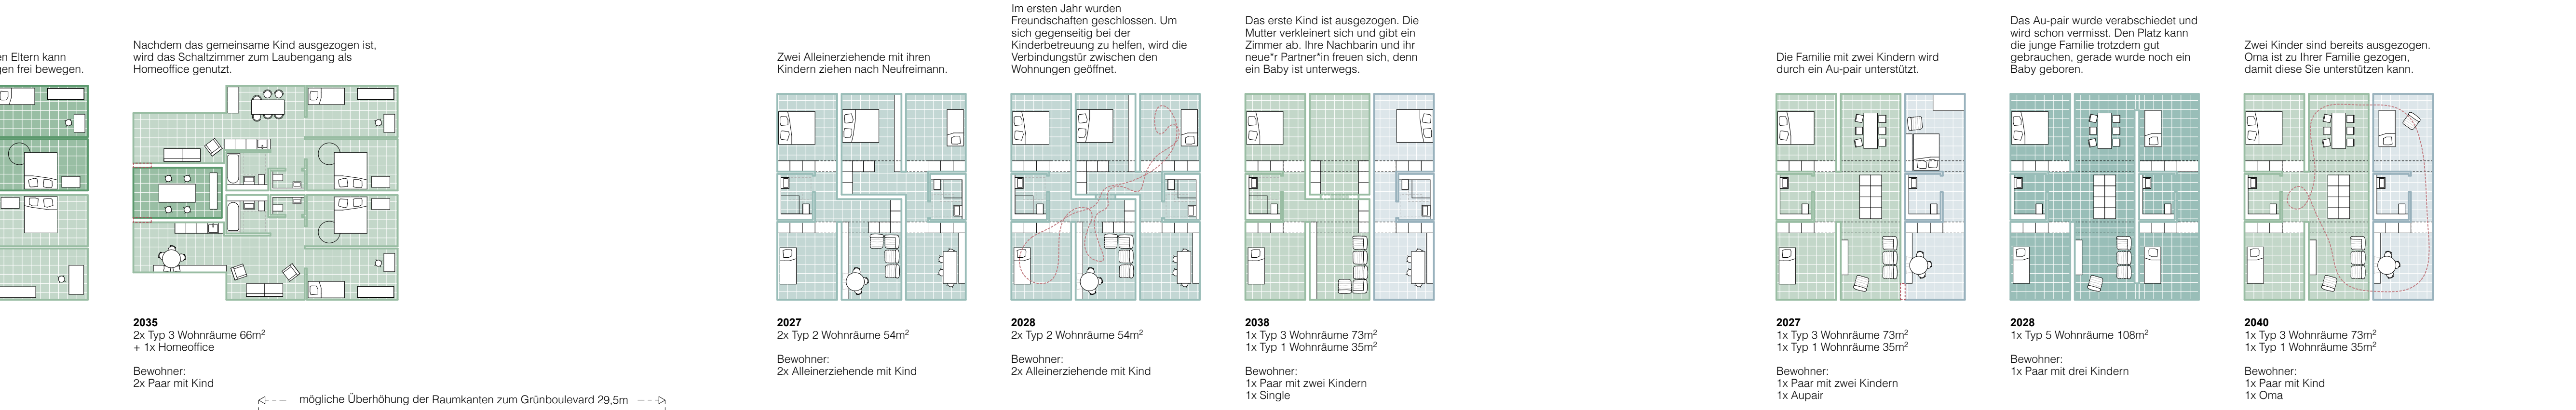 en Eltern kann
gen frei bewegen.
Nachdem das gemeinsame Kind ausgezogen ist,
wird das Schaltzimmer zum Laubengang als
Homeoffice genutzt.
2035
2x Typ 3 Wohnräume 66m²
+ 1x Homeoffice
Bewohner:
2x Paar mit Kind
mögliche Überhöhung der Raumkanten zum Grünboulevard 29,5m
Zwei Alleinerziehende mit ihren
Kindern ziehen nach Neufreimann.
2027
2x Typ 2 Wohnräume 54m²
Bewohner:
2x Alleinerziehende mit Kind
Im ersten Jahr wurden
Freundschaften geschlossen. Um
sich gegenseitig bei der
Kinderbetreuung zu helfen, wird die
Verbindungstür zwischen den
Wohnungen geöffnet.
2028
2x Typ 2 Wohnräume 54m²
Bewohner:
2x Alleinerziehende mit Kind
Das erste Kind ist ausgezogen. Die
Mutter verkleinert sich und gibt ein
Zimmer ab. Ihre Nachbarin und ihr
neue*r Partner*in freuen sich, denn
ein Baby ist unterwegs.
2038
1x Typ 3 Wohnräume 73m²
1x Typ 1 Wohnräume 35m²
Bewohner:
1x Paar mit zwei Kindern
1x Single
Die Familie mit zwei Kindern wird
durch ein Au-pair unterstützt.
2027
1x Typ 3 Wohnräume 73m²
1x Typ 1 Wohnräume 35m²
Bewohner:
1x Paar mit zwei Kindern
1x Aupair
Das Au-pair wurde verabschiedet und
wird schon vermisst. Den Platz kann
die junge Familie trotzdem gut
gebrauchen, gerade wurde noch ein
Baby geboren.
2028
1x Typ 5 Wohnräume 108m²
Bewohner:
1x Paar mit drei Kindern
Zwei Kinder sind bereits ausgezogen.
Oma ist zu Ihrer Familie gezogen,
damit diese Sie unterstützen kann.
2040
1x Typ 3 Wohnräume 73m²
1x Typ 1 Wohnräume 35m²
Bewohner:
1x Paar mit Kind
1x Oma